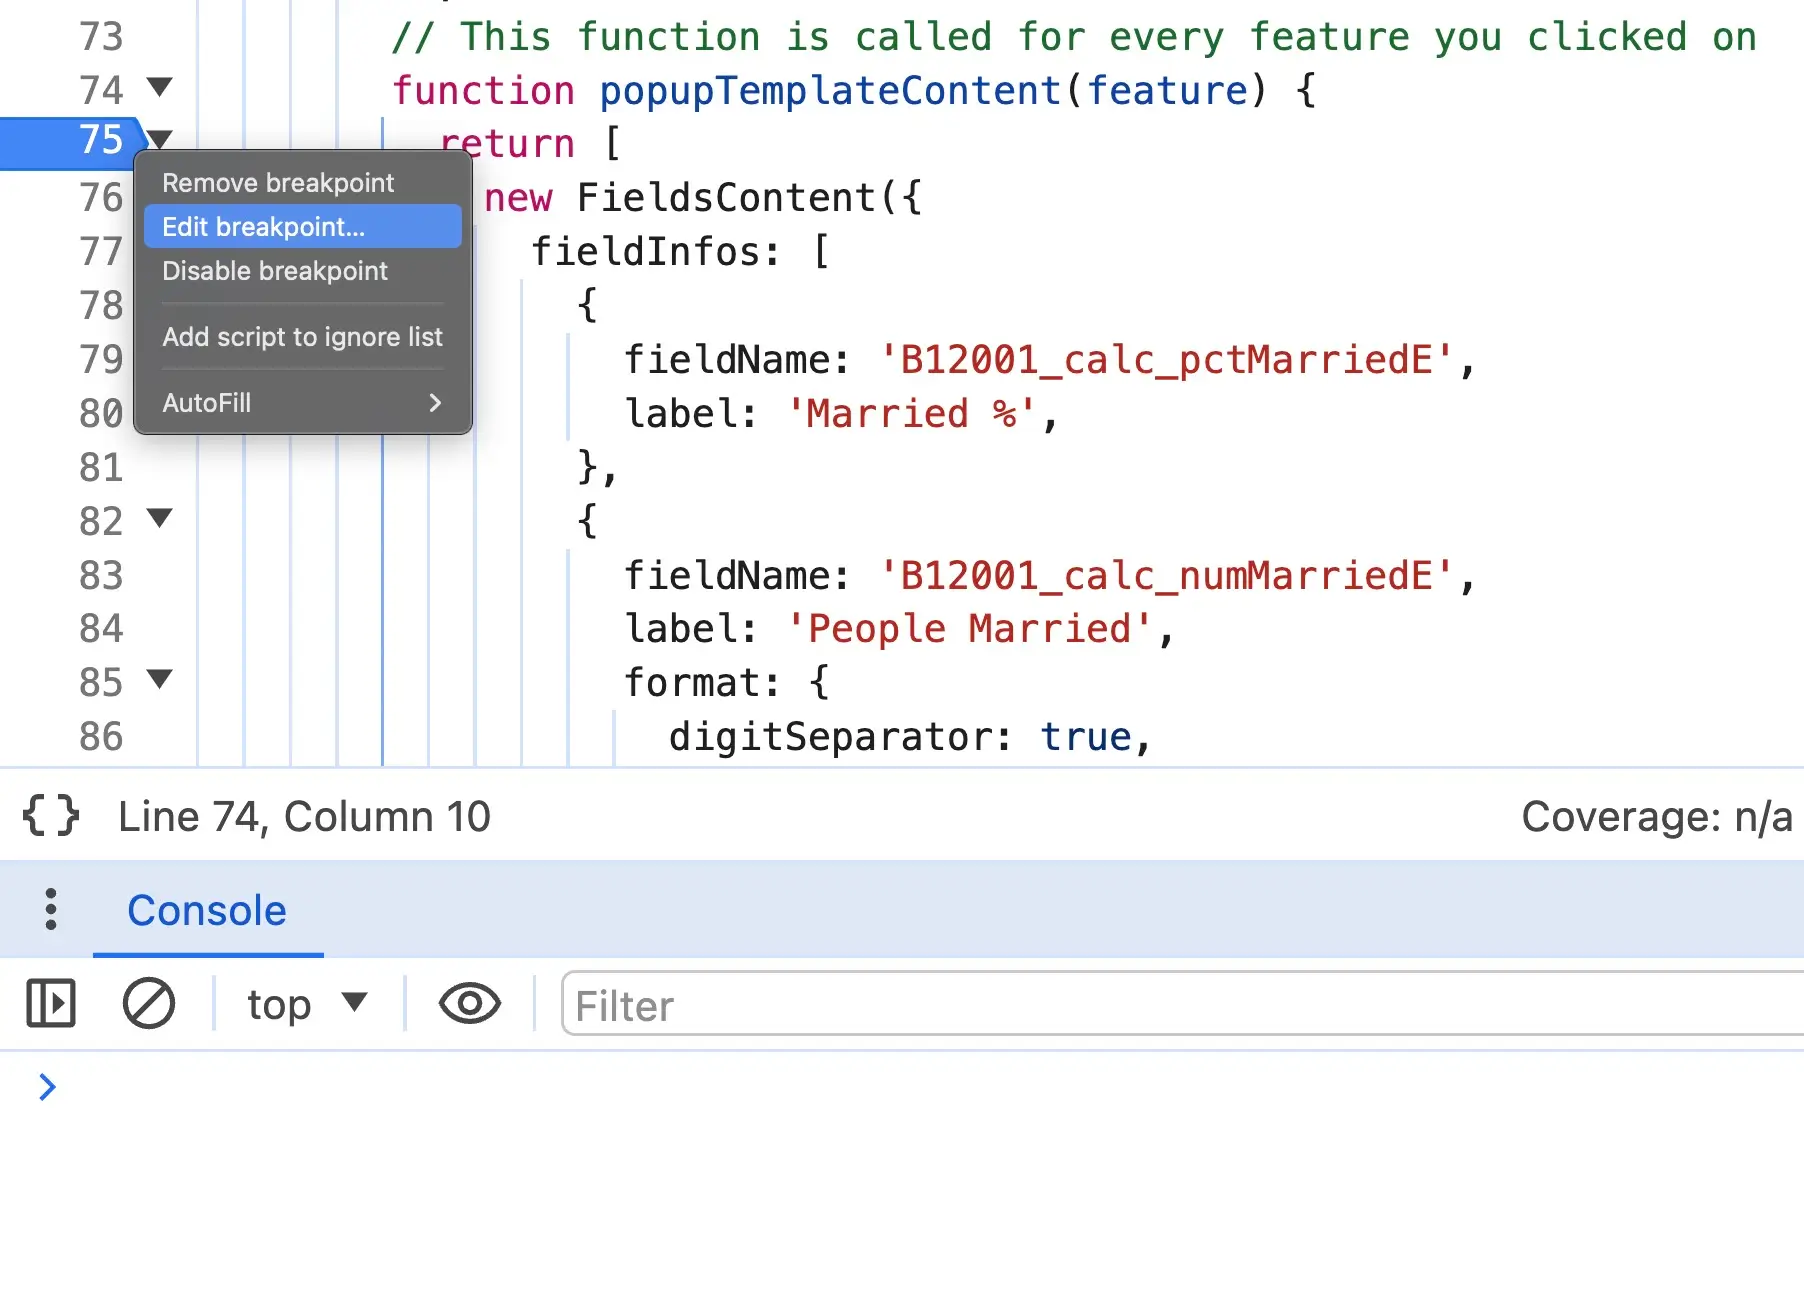 73 // This function is called for every feature you clicked on
74 function popupTemplateContent(feature) {
75 return [
76 new FieldsContent({
77 fieldInfos: [
78 {
79 fieldName: 'B12001_calc_pctMarriedE',
80 label: 'Married %',
81 },
82 {
83 fieldName: 'B12001_calc_numMarriedE',
84 label: 'People Married',
85 format: {
86 digitSeparator: true,
Remove breakpoint
Edit breakpoint...
Disable breakpoint
Add script to ignore list
AutoFill
{ } Line 74, Column 10 Coverage: n/a
Console
top Filter